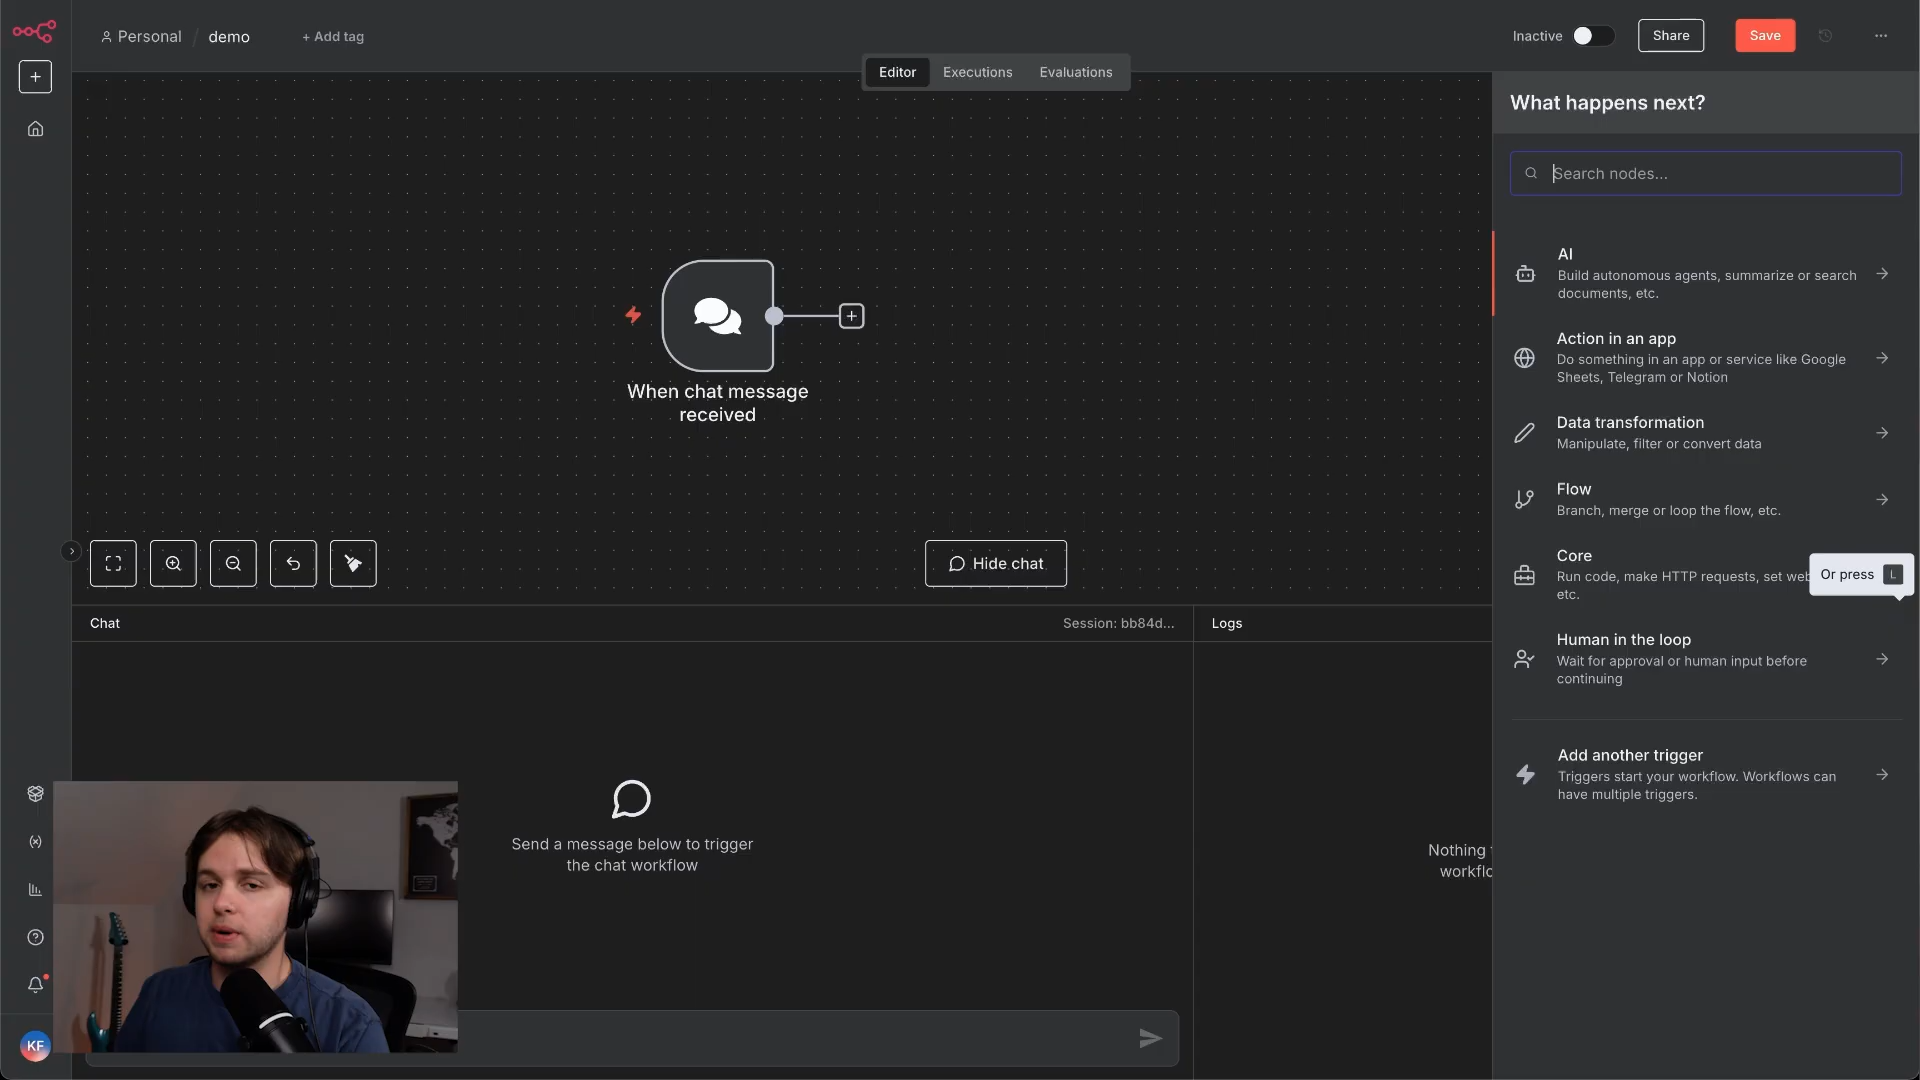 Personal / demo
+ Add tag
Inactive
Share
Save
Editor
Executions
Evaluations
What happens next?
Search nodes...
AI
Build autonomous agents, summarize or search
documents, etc.
Action in an app
Do something in an app or service like Google
Sheets, Telegram or Notion
Data transformation
Manipulate, filter or convert data
Flow
Branch, merge or loop the flow, etc.
Core
Run code, make HTTP requests, set
etc.
Or press L
Human in the loop
Wait for approval or human input before
continuing
Add another trigger
Triggers start your workflow. Workflows can
have multiple triggers.
When chat message
received
Hide chat
Chat
Session: bb84d...
Logs
Send a message below to trigger
the chat workflow
Nothing
KF